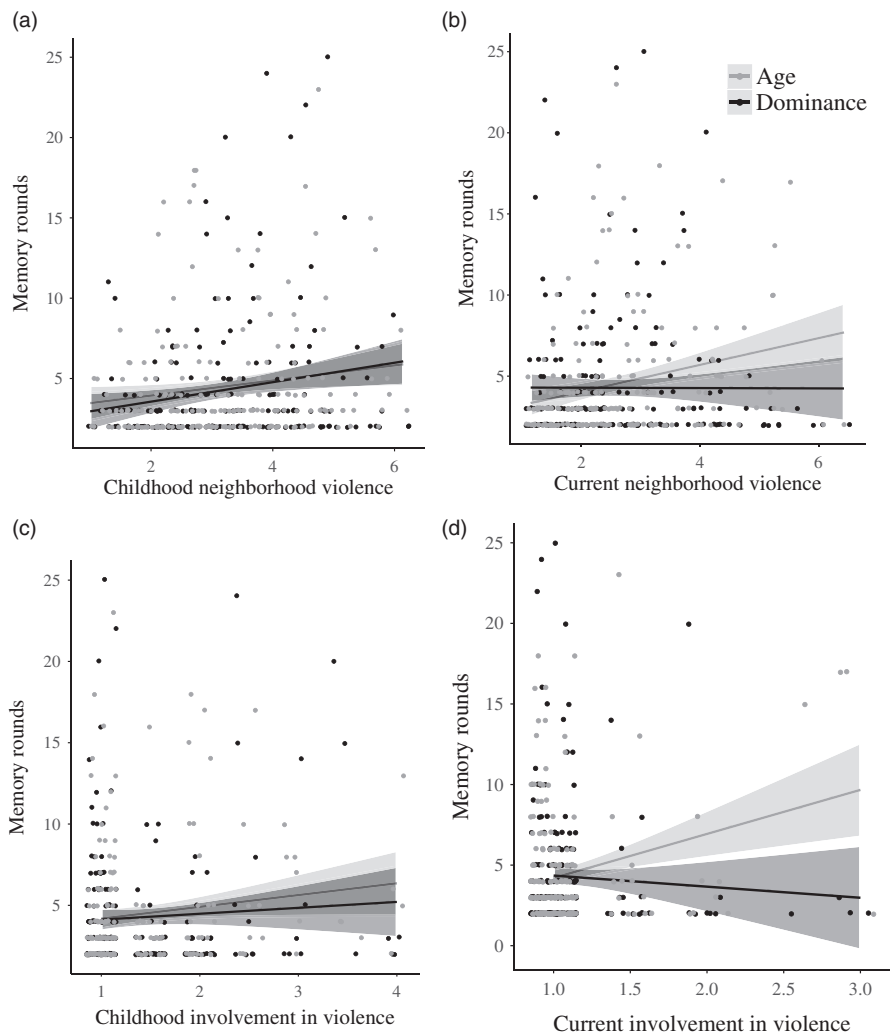 (a)
25
20
15
10
5
Memory rounds
2
4
6
Childhood neighborhood violence
(b)
25
20
15
10
5
Memory rounds
2
4
6
Current neighborhood violence
Age
Dominance
(c)
25
20
15
10
5
Memory rounds
1
2
3
4
Childhood involvement in violence
(d)
25
20
15
10
5
0
Memory rounds
1.0
1.5
2.0
2.5
3.0
Current involvement in violence